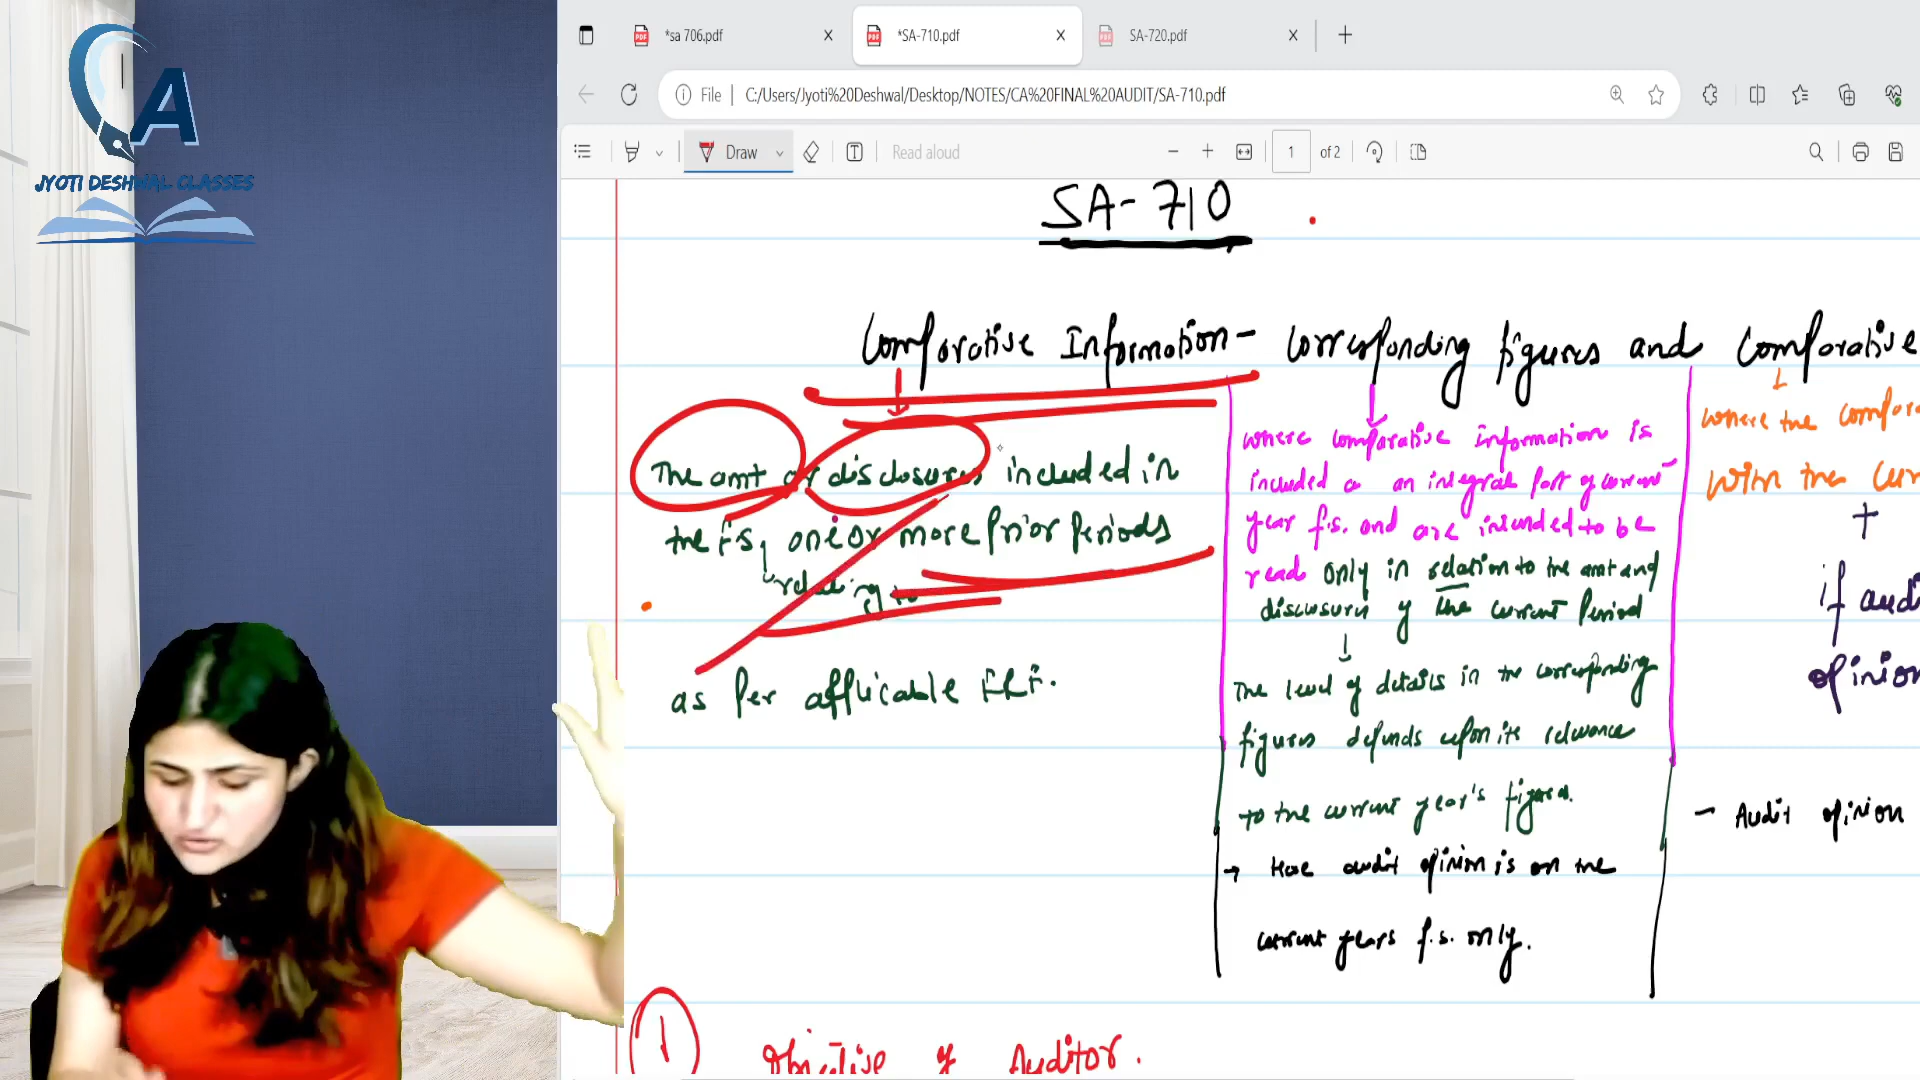 CA
JYOTI DESHWAL CLASSES
*sa 706.pdf
*SA-710.pdf
SA-720.pdf
File
C:/Users/Jyoti%20Deshwal/Desktop/NOTES/CA%20FINAL%20AUDIT/SA-710.pdf
Draw
Read aloud
1 of 2
SA-710
Comparative Information - Corresponding figures and Comparative
The amt or disclosures included in
the F.S. one or more Prior Periods
relating to
as Per applicable FRF.
where comparative Information is
included as an integral Part of current
year f.s. and are intended to be
read only in relation to the amt and
disclosures of the current Period
The level of details in the corresponding
figures depends upon its relevance
to the current year's figures.
→ Here audit opinion is on the
current years f.s. only.
where the
with the
+
if
opinion
- Audit opinion
1 Objective of Auditor.